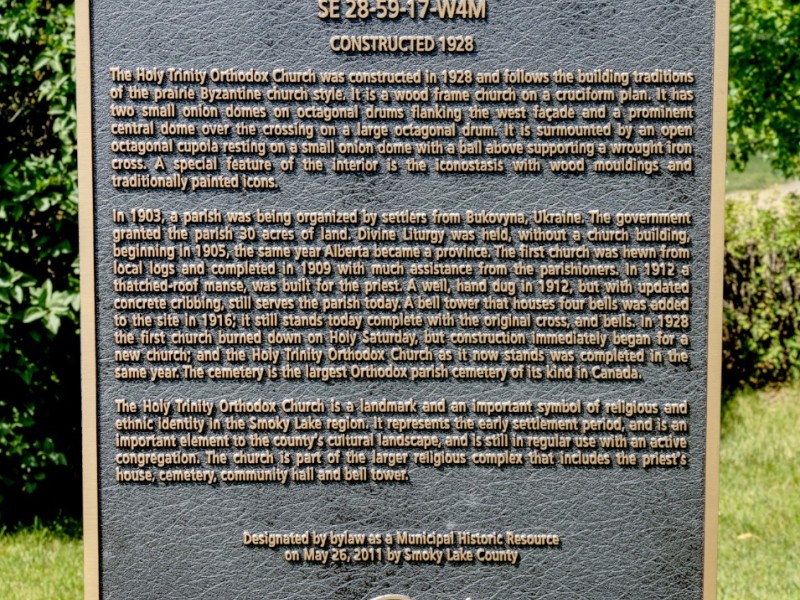 SE 28-59-17-W4M
CONSTRUCTED 1928
The Holy Trinity Orthodox Church was constructed in 1928 and follows the building traditions
of the prairie Byzantine church style. It is a wood frame church on a cruciform plan. It has
two small onion domes on octagonal drums flanking the west façade and a prominent
central dome over the crossing on a large octagonal drum. It is surmounted by an open
octagonal cupola resting on a small onion dome with a ball above supporting a wrought iron
cross. A special feature of the interior is the iconostasis with wood mouldings and
traditionally painted icons.
In 1903, a parish was being organized by settlers from Bukovyna, Ukraine. The government
granted the parish 30 acres of land. Divine Liturgy was held, without a church building,
beginning in 1905, the same year Alberta became a province. The first church was hewn from
local logs and completed in 1909 with much assistance from the parishioners. In 1912 a
thatched-roof manse, was built for the priest. A well, hand dug in 1912, but with updated
concrete cribbing, still serves the parish today. A bell tower that houses four bells was added
to the site in 1916; it still stands today complete with the original cross, and bells. In 1928
the first church burned down on Holy Saturday, but construction immediately began for a
new church; and the Holy Trinity Orthodox Church as it now stands was completed in the
same year. The cemetery is the largest Orthodox parish cemetery of its kind in Canada.
The Holy Trinity Orthodox Church is a landmark and an important symbol of religious and
ethnic identity in the Smoky Lake region. It represents the early settlement period, and is an
important element to the county's cultural landscape, and is still in regular use with an active
congregation. The church is part of the larger religious complex that includes the priest's
house, cemetery, community hall and bell tower.
Designated by bylaw as a Municipal Historic Resource
on May 26, 2011 by Smoky Lake County